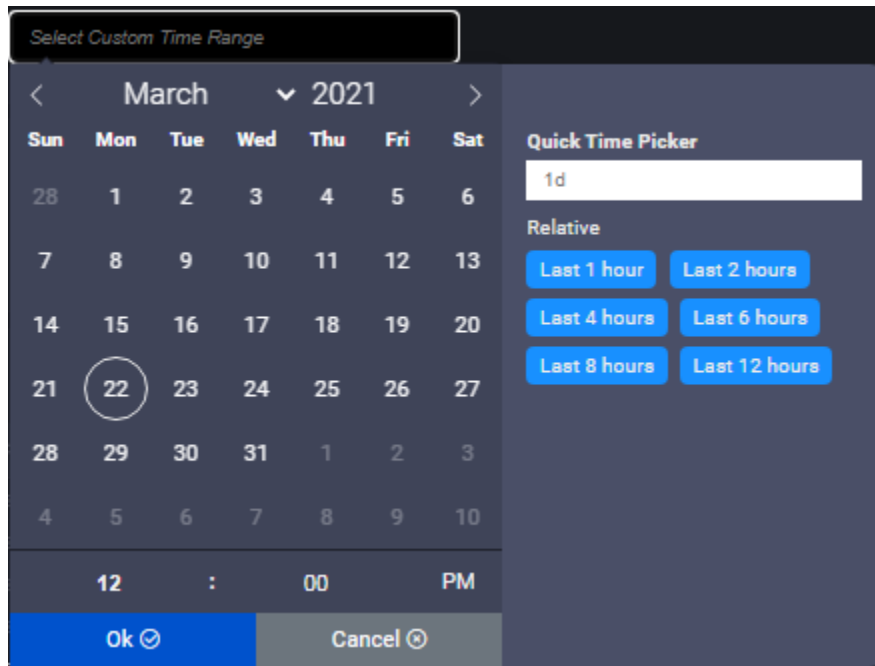 Select Custom Time Range
March 2021
Sun Mon Tue Wed Thu Fri Sat
28 1 2 3 4 5 6
7 8 9 10 11 12 13
14 15 16 17 18 19 20
21 22 23 24 25 26 27
28 29 30 31 1 2 3
4 5 6 7 8 9 10
12 : 00 PM
Ok Cancel
Quick Time Picker
1d
Relative
Last 1 hour Last 2 hours
Last 4 hours Last 6 hours
Last 8 hours Last 12 hours